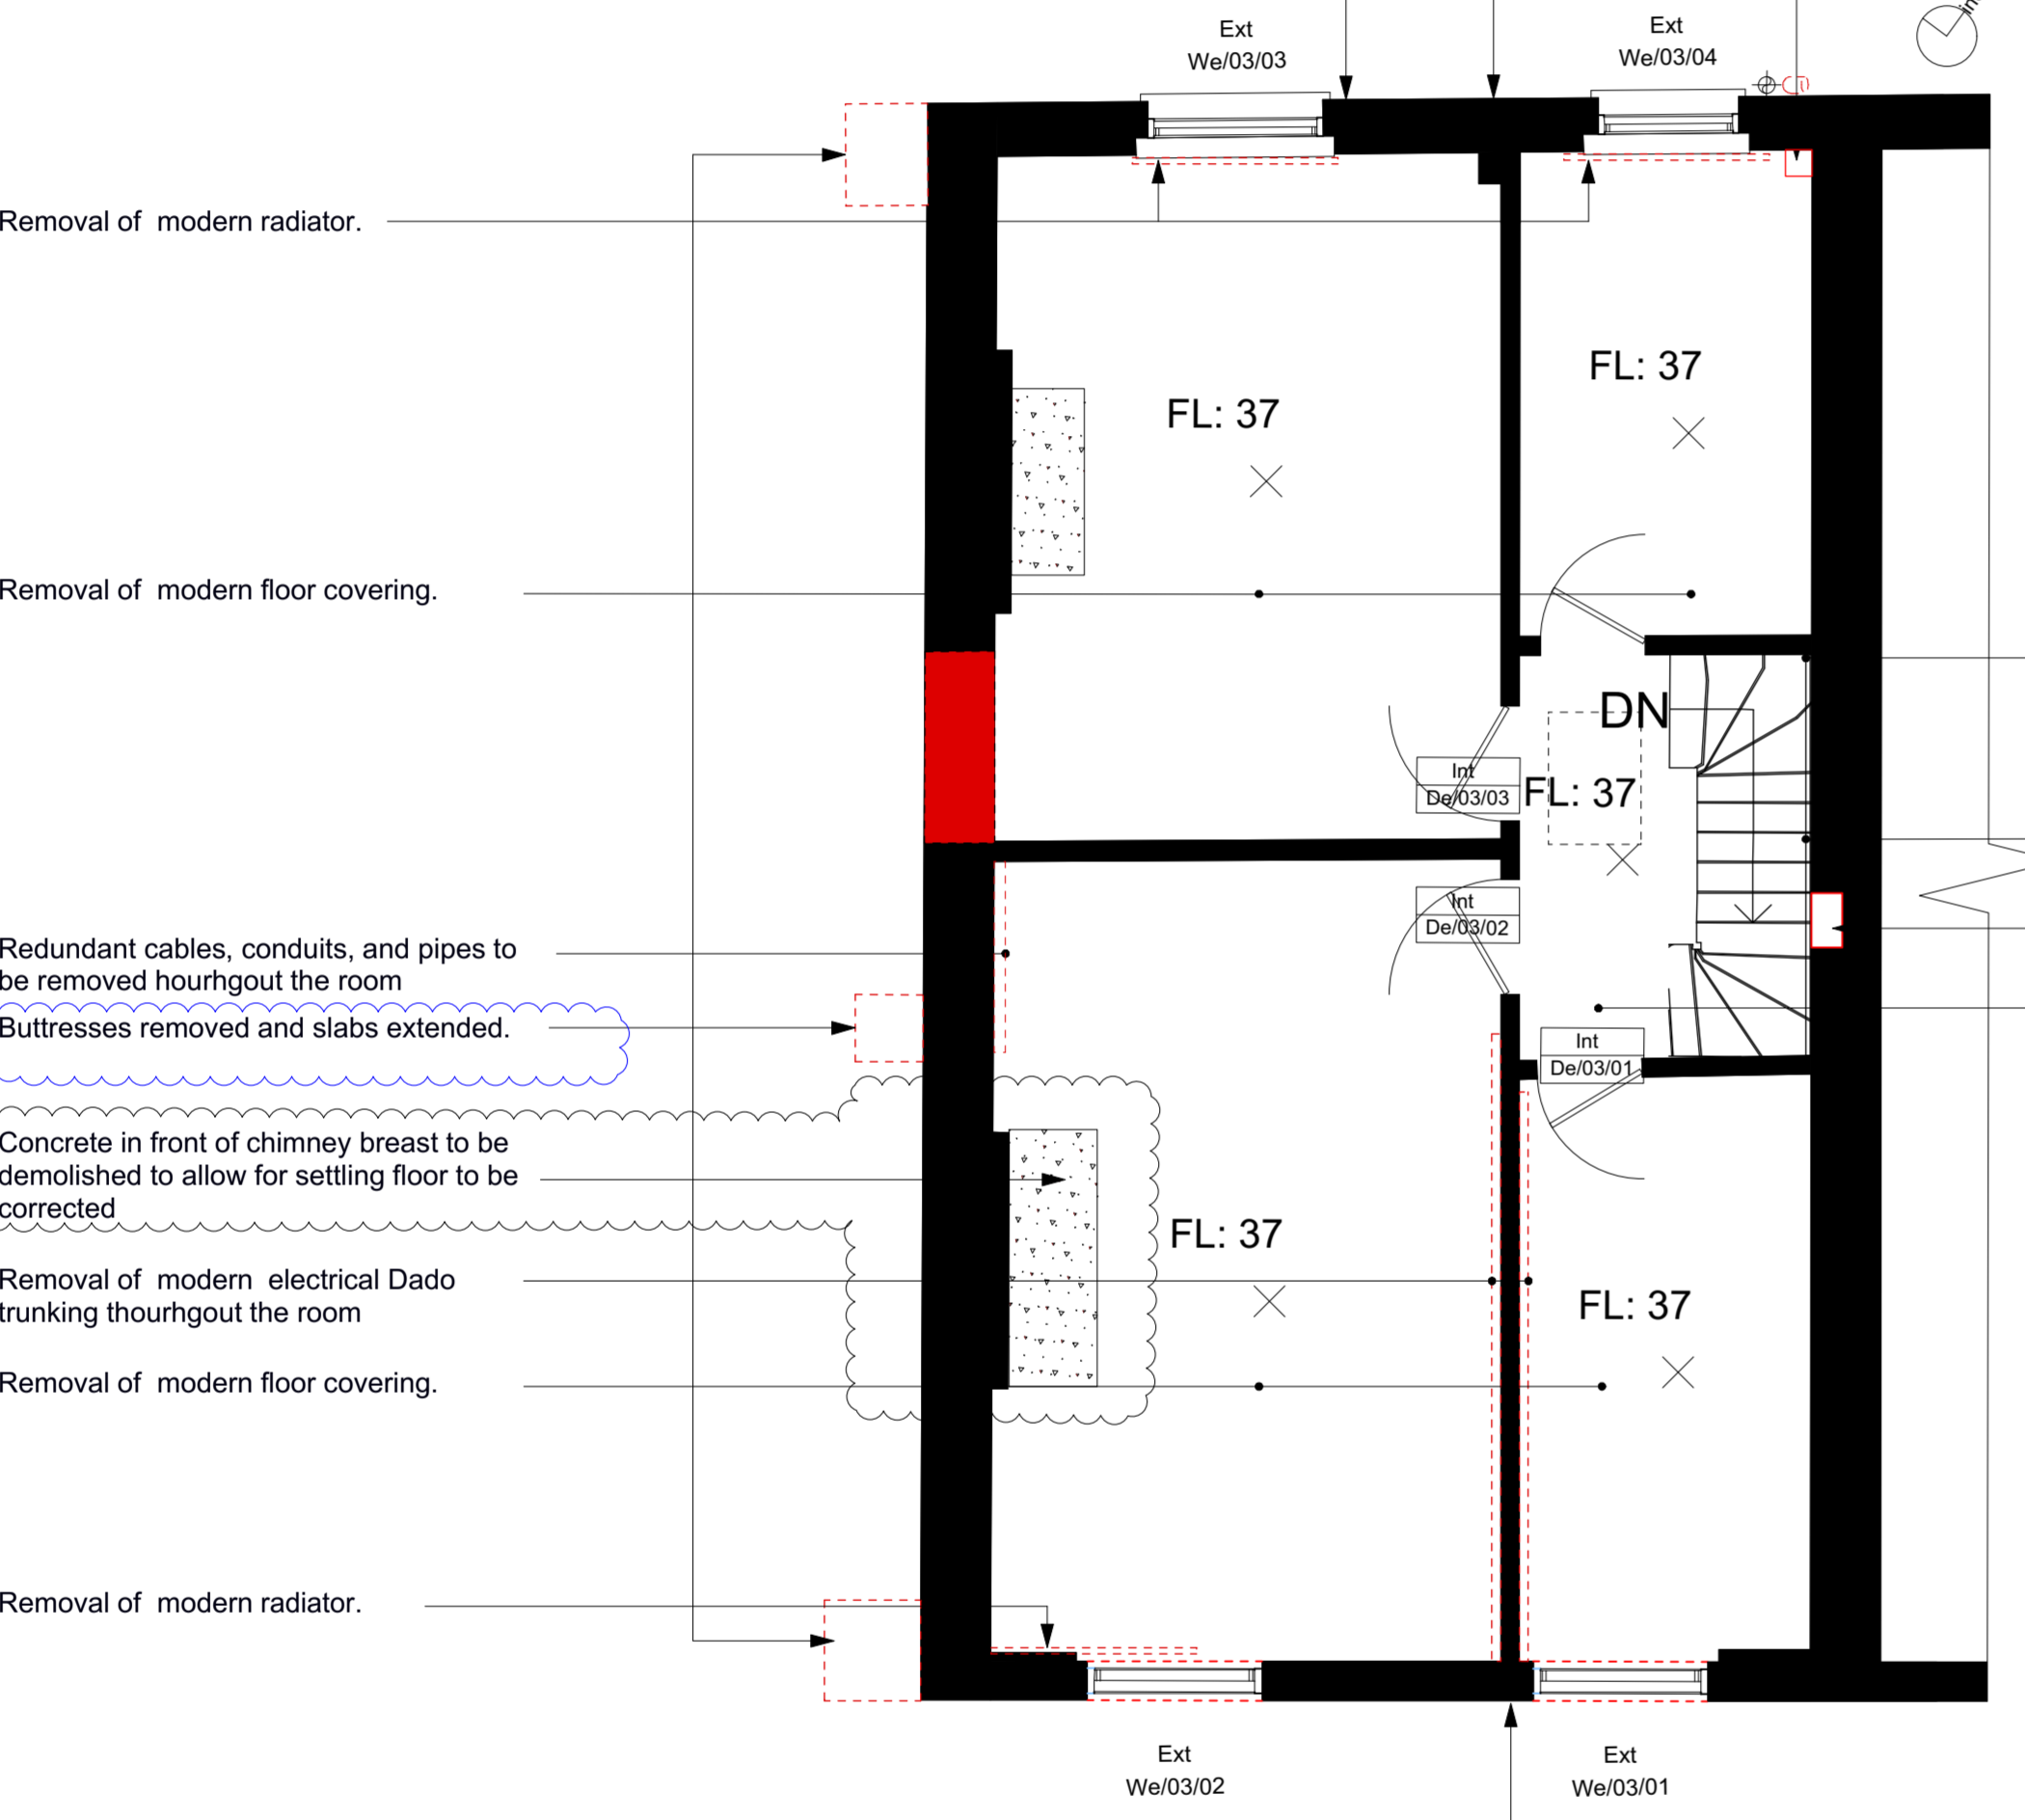 Ext
We/03/03
Ext
We/03/04
Removal of  modern radiator.
FL: 37
FL: 37
Removal of  modern floor covering.
DN
FL: 37
Int
De/03/03
Int
De/03/02
Redundant cables, conduits, and pipes to
be removed hourhgout the room
Buttresses removed and slabs extended.
Int
De/03/01
Concrete in front of chimney breast to be
demolished to allow for settling floor to be
corrected
FL: 37
Removal of  modern  electrical Dado
trunking thourhgout the room
FL: 37
Removal of  modern floor covering.
Removal of  modern radiator.
Ext
We/03/02
Ext
We/03/01